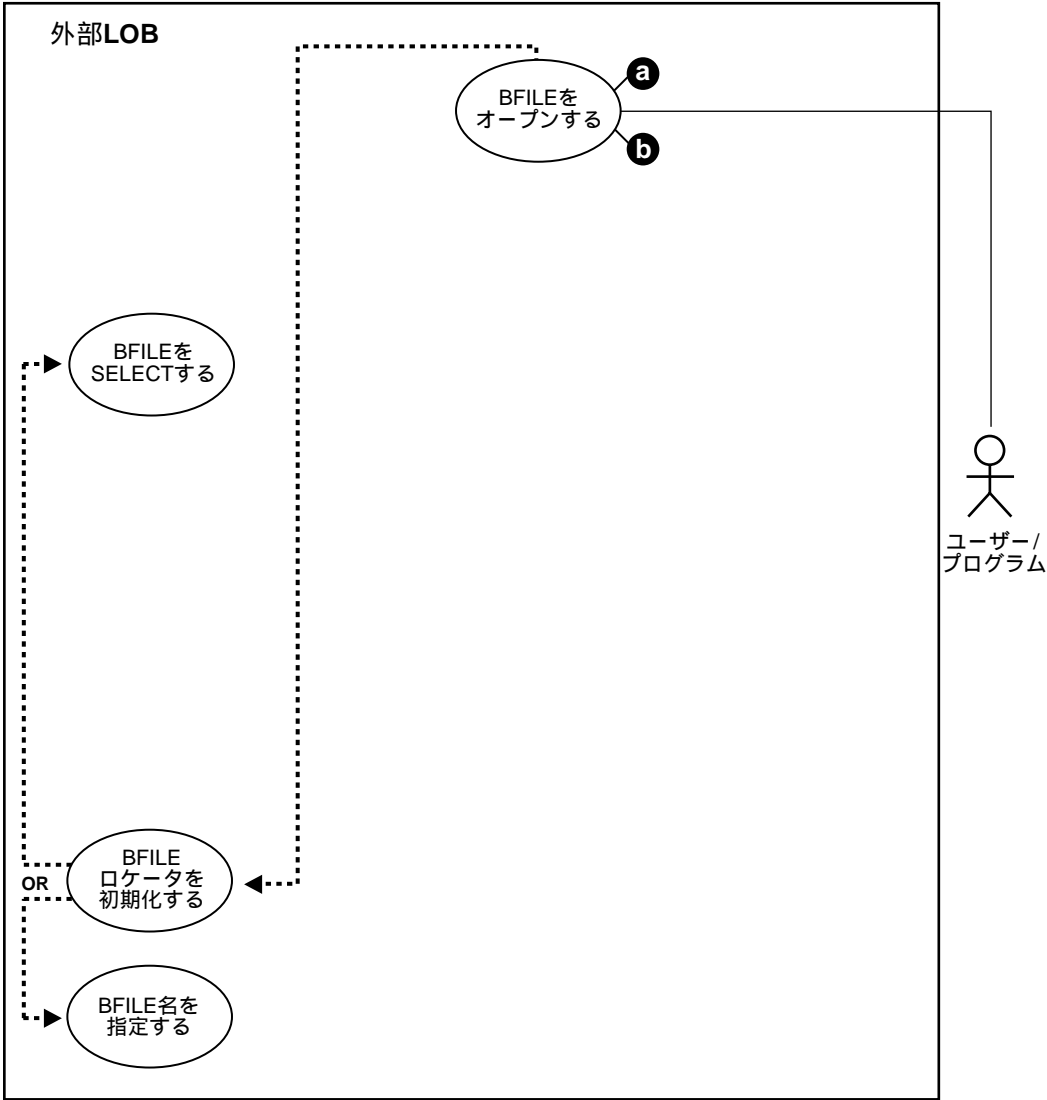 外部LOB
BFILEを
オープンする
a
b
BFILEを
SELECTする
ユーザー/
プログラム
BFILE
ロケータを
初期化する
OR
BFILE名を
指定する